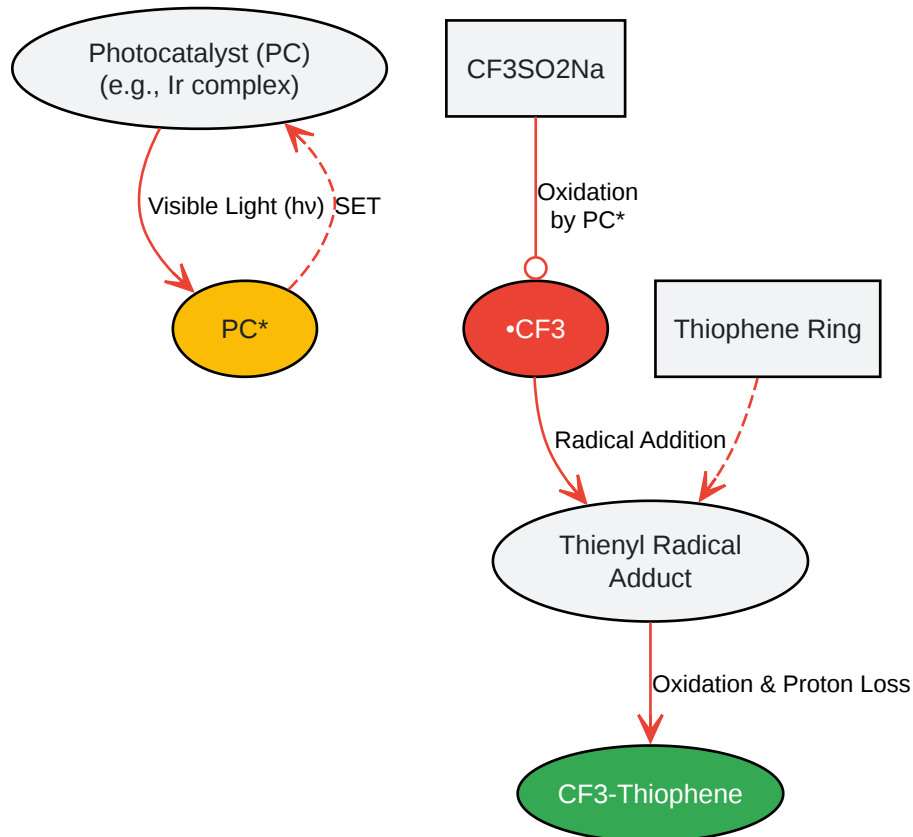 Photocatalyst (PC)
(e.g., Ir complex)
CF3SO2Na
Visible Light (hν)
SET
Oxidation
by PC*
PC*
•CF3
Thiophene Ring
Radical Addition
Thienyl Radical
Adduct
Oxidation & Proton Loss
CF3-Thiophene